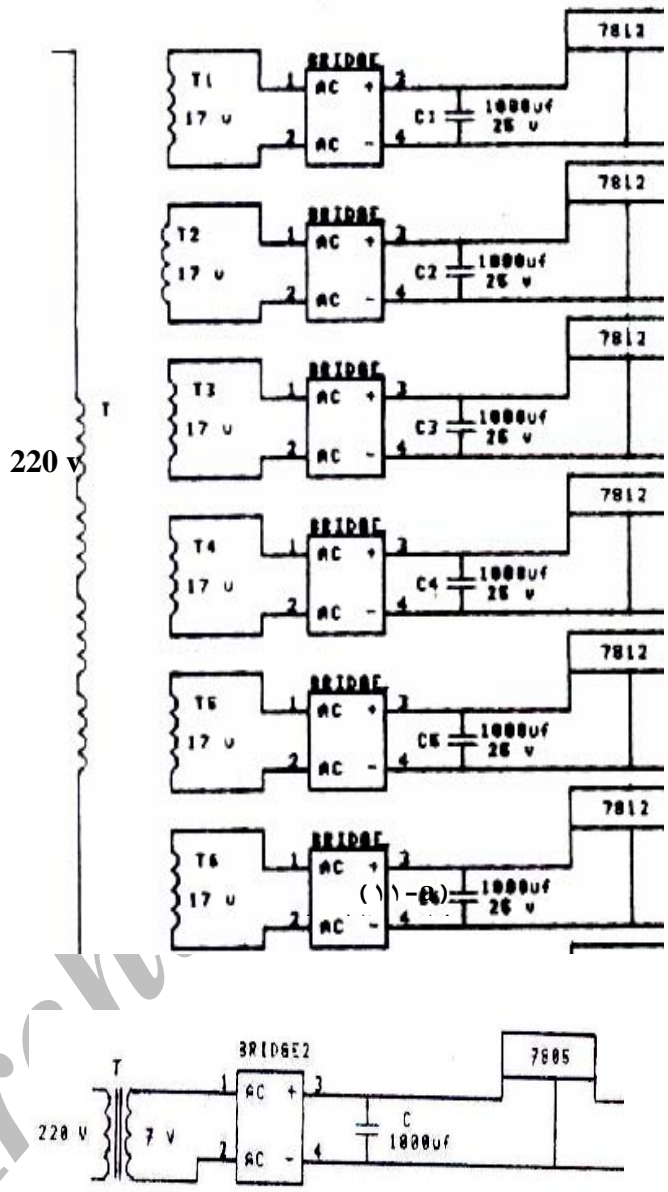 7812
BRIDGE
T1
1 AC + 3
17 v
C1
1000uf
25 v
2 AC - 4
7812
BRIDGE
T2
1 AC + 3
17 v
C2
1000uf
25 v
2 AC - 4
7812
BRIDGE
T3
1 AC + 3
T
17 v
C3
1000uf
25 v
220 v
2 AC - 4
7812
BRIDGE
T4
1 AC + 3
17 v
C4
1000uf
25 v
2 AC - 4
7812
BRIDGE
T5
1 AC + 3
17 v
C5
1000uf
25 v
2 AC - 4
7812
BRIDGE
T6
1 AC + 3
17 v
1000uf
25 v
2 AC - 4
BRIDGE2
7805
T
1 AC + 3
220 V
7 V
C
1000uf
2 AC - 4